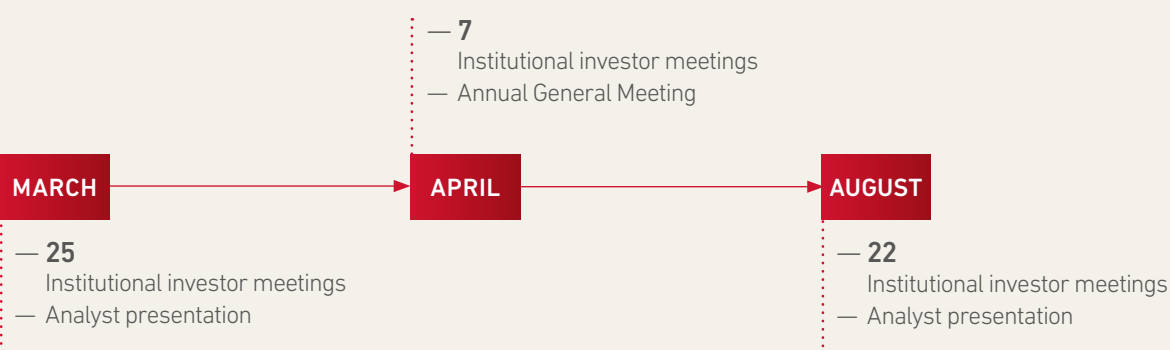 — 7
Institutional investor meetings
— Annual General Meeting
MARCH
APRIL
AUGUST
— 25
Institutional investor meetings
— Analyst presentation
— 22
Institutional investor meetings
— Analyst presentation